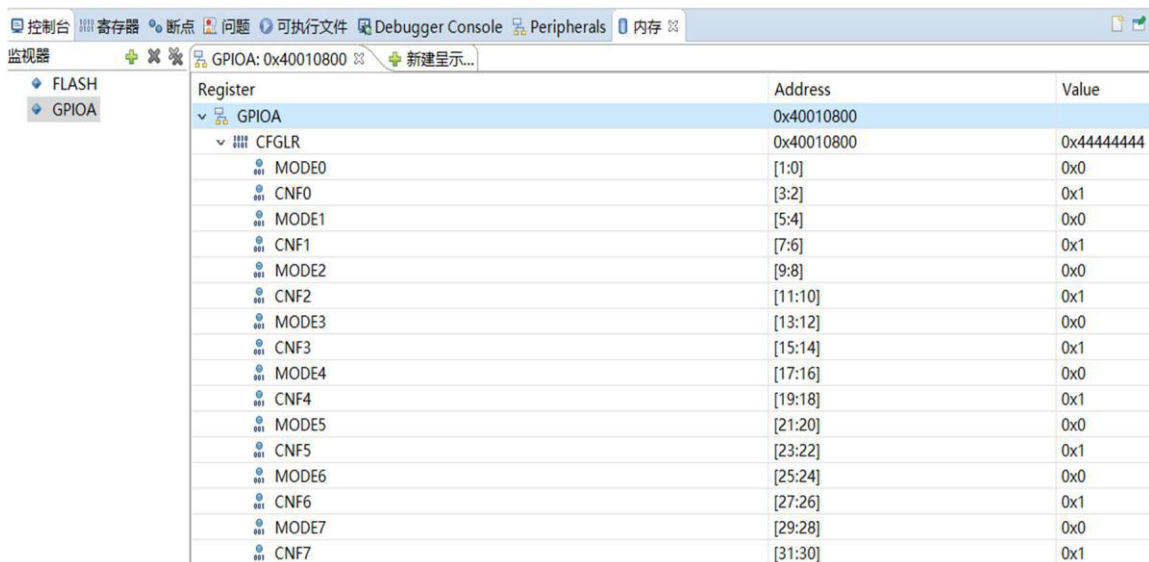 控制台 寄存器 断点 问题 可执行文件 Debugger Console Peripherals 内存
监视器 GPIOA: 0x40010800 新建呈示...
FLASH
GPIOA
Register Address Value
GPIOA 0x40010800
CFGLR 0x40010800 0x44444444
MODE0 [1:0] 0x0
CNF0 [3:2] 0x1
MODE1 [5:4] 0x0
CNF1 [7:6] 0x1
MODE2 [9:8] 0x0
CNF2 [11:10] 0x1
MODE3 [13:12] 0x0
CNF3 [15:14] 0x1
MODE4 [17:16] 0x0
CNF4 [19:18] 0x1
MODE5 [21:20] 0x0
CNF5 [23:22] 0x1
MODE6 [25:24] 0x0
CNF6 [27:26] 0x1
MODE7 [29:28] 0x0
CNF7 [31:30] 0x1